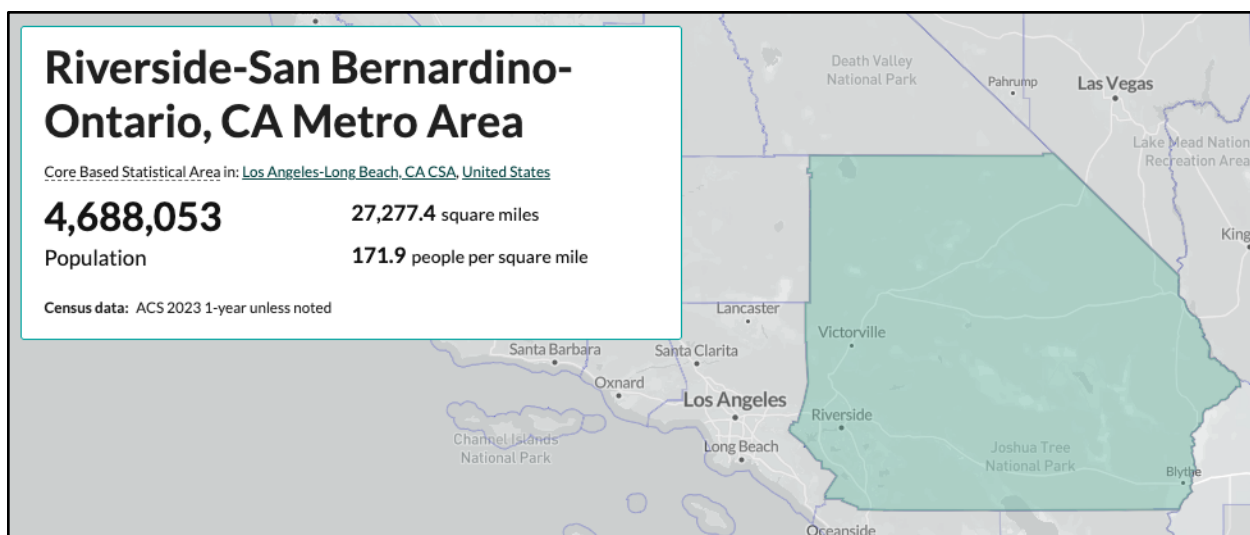 Riverside-San Bernardino-
Ontario, CA Metro Area
Core Based Statistical Area in: Los Angeles-Long Beach, CA CSA, United States
4,688,053
Population
27,277.4 square miles
171.9 people per square mile
Census data: ACS 2023 1-year unless noted
Death Valley
National Park
Pahrump
Las Vegas
Lake Mead Nation
Recreation Area
King
Lancaster
Victorville
Santa Barbara
Santa Clarita
Oxnard
Los Angeles
Riverside
Channel Islands
National Park
Long Beach
Joshua Tree
National Park
Blythe
Oceanside